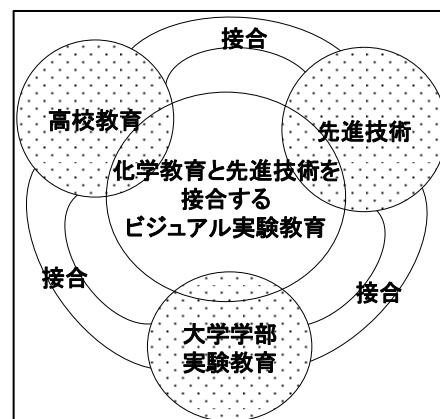 接合
高校教育
先進技術
化学教育と先進技術を
接合する
ビジュアル実験教育
接合
接合
大学学部
実験教育